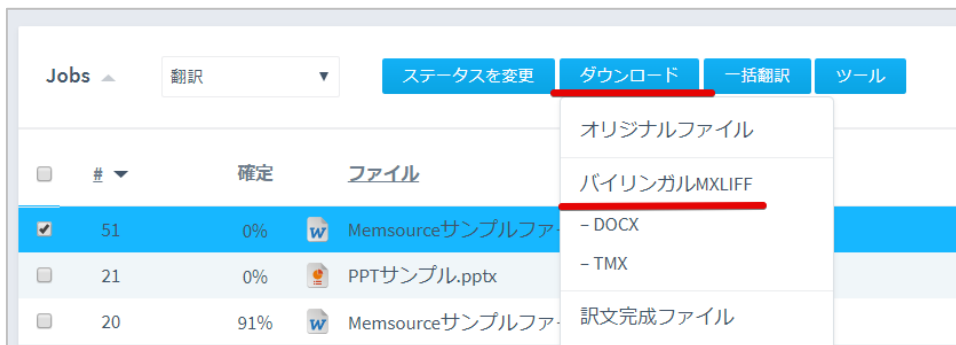 Jobs 翻訳 ステータスを変更 ダウンロード 一括翻訳 ツール
オリジナルファイル
# 確定 ファイル
バイリンガルMXLIFF
51 0% Memsourceサンプルファ
– DOCX
– TMX
21 0% PPTサンプル.pptx
20 91% Memsourceサンプルファ
訳文完成ファイル